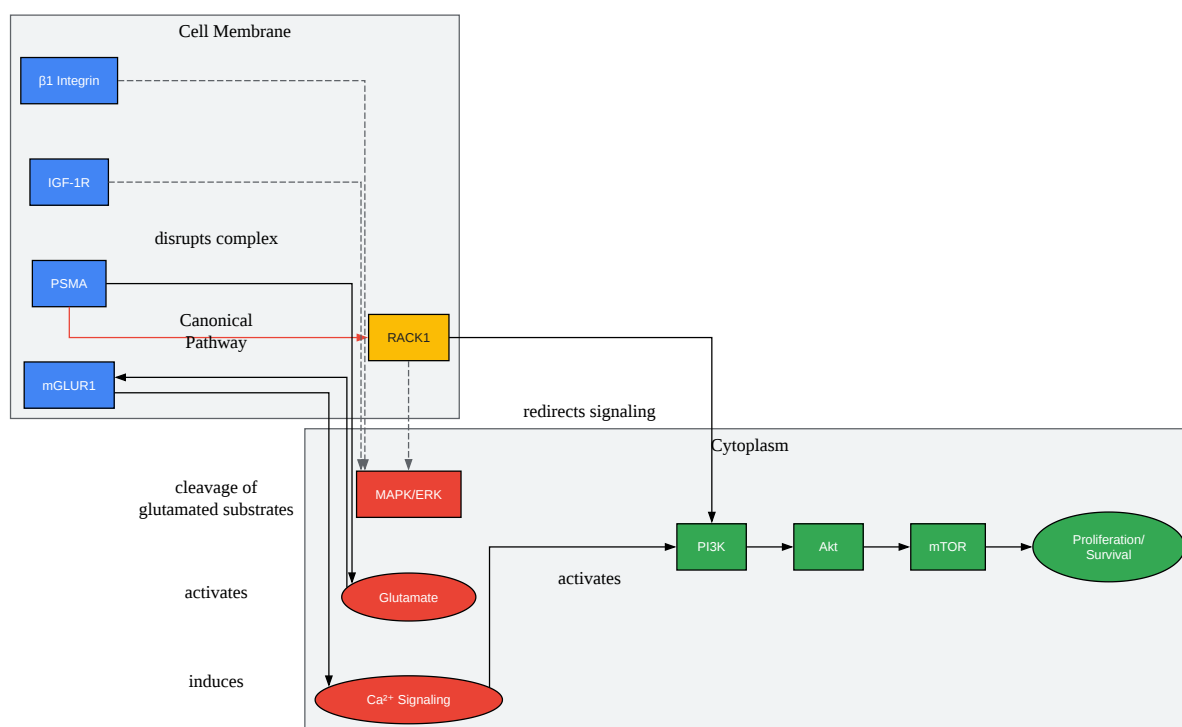 Cell Membrane
β1 Integrin
IGF-1R
disrupts complex
PSMA
Canonical
Pathway
RACK1
mGLUR1
redirects signaling
Cytoplasm
cleavage of
glutamated substrates
MAPK/ERK
PI3K
Akt
mTOR
Proliferation/
Survival
activates
activates
Glutamate
induces
Ca²⁺ Signaling